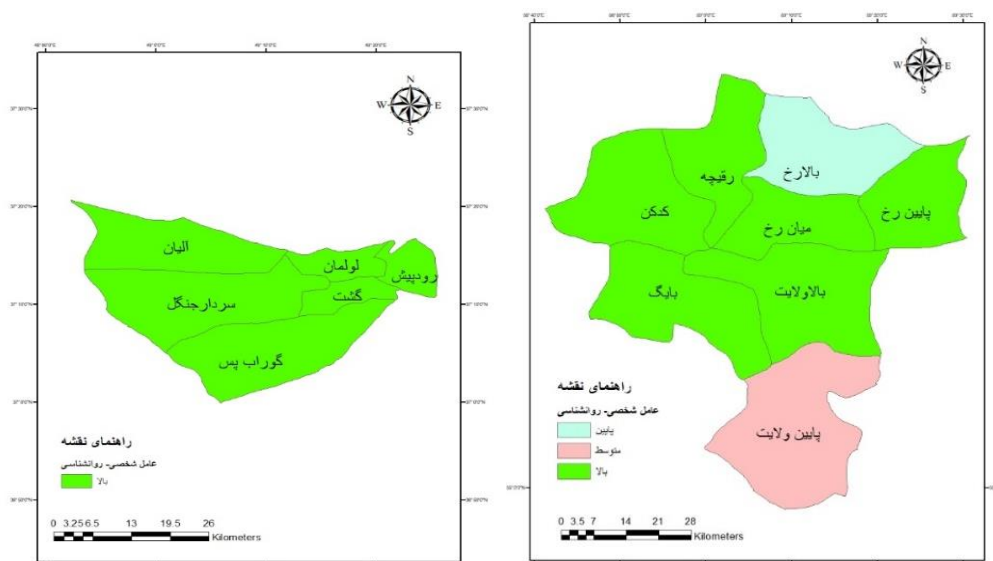 N
W E
S
الیان
لولمان
رودپیش
گشت
سردارجنگل
گوراب پس
راهنمای نقشه
عامل شخصی- روانشناسی
بالا
0 3.25 6.5 13 19.5 26
Kilometers
N
W E
S
بالارخ
رقیچه
کدکن
پایین رخ
میان رخ
بایگ
بالاولایت
پایین ولایت
راهنمای نقشه
عامل شخصی- روانشناسی
پایین
متوسط
بالا
0 3.5 7 14 21 28
Kilometers